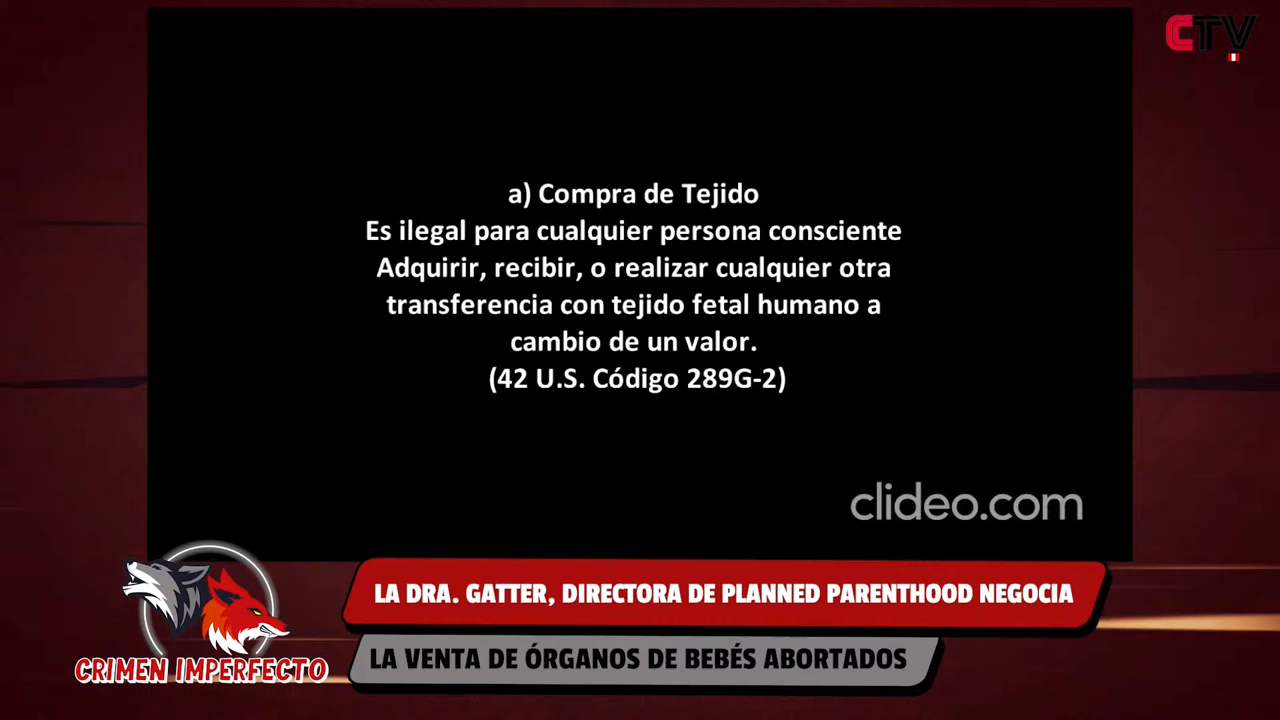 CTV
a) Compra de Tejido
Es ilegal para cualquier persona consciente
Adquirir, recibir, o realizar cualquier otra
transferencia con tejido fetal humano a
cambio de un valor.
(42 U.S. Código 289G-2)
clideo.com
LA DRA. GATTER, DIRECTORA DE PLANNED PARENTHOOD NEGOCIA
LA VENTA DE ÓRGANOS DE BEBÉS ABORTADOS
CRIMEN IMPERFECTO